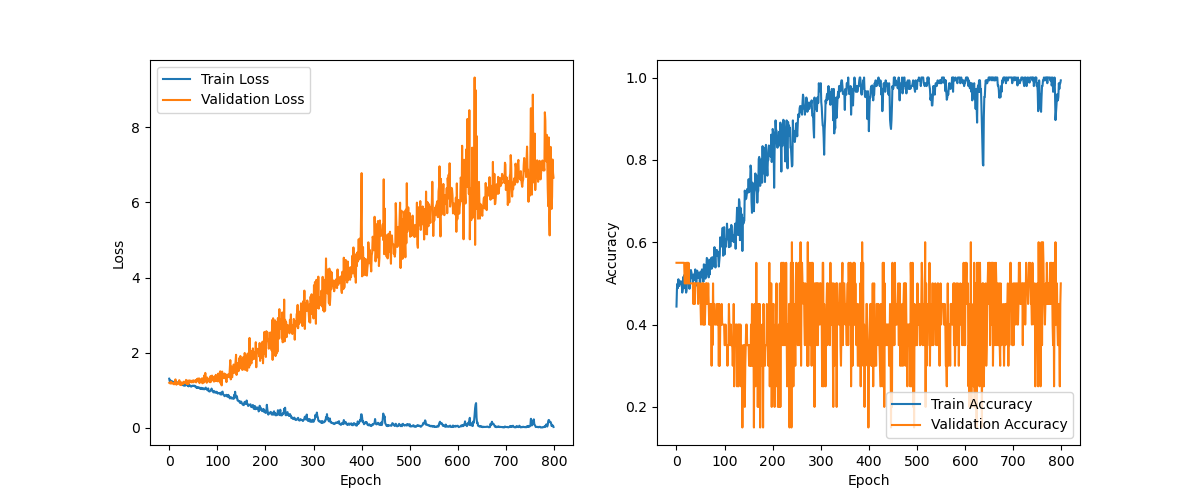 Train Loss
Validation Loss
8
6
4
2
0
Loss
0 100 200 300 400 500 600 700 800
Epoch
1.0
0.8
0.6
0.4
0.2
Accuracy
Train Accuracy
Validation Accuracy
0 100 200 300 400 500 600 700 800
Epoch